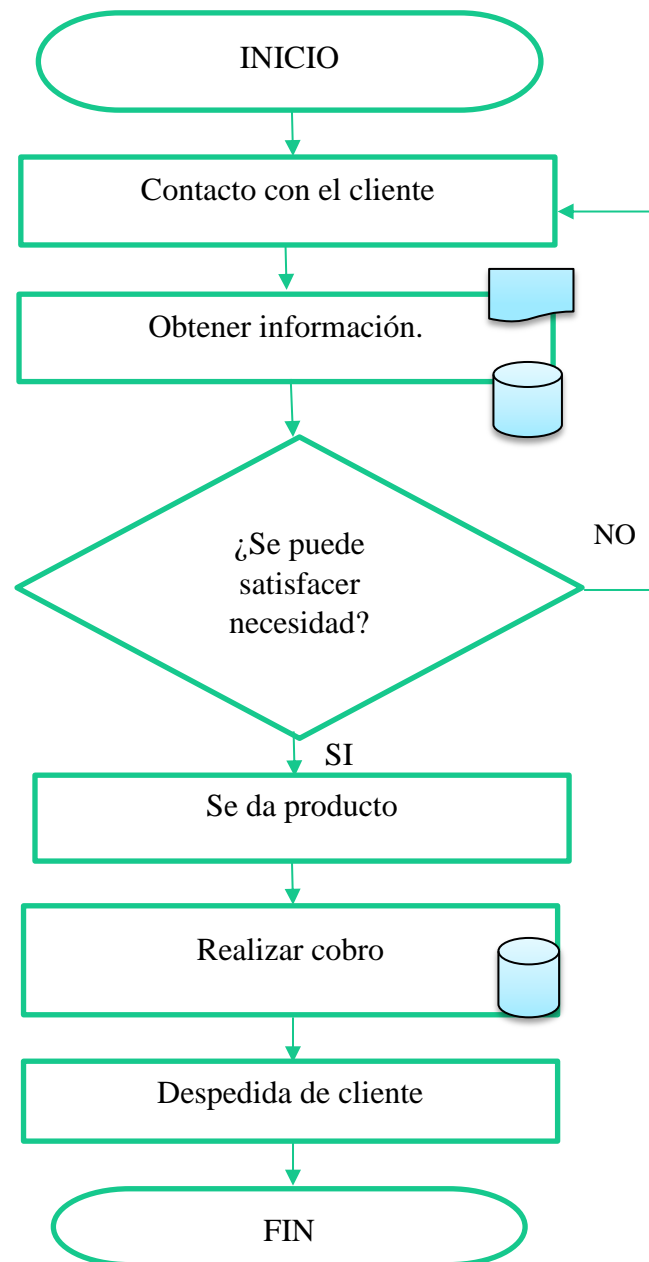 INICIO
Contacto con el cliente
Obtener información.
¿Se puede
satisfacer
necesidad?
NO
SI
Se da producto
Realizar cobro
Despedida de cliente
FIN